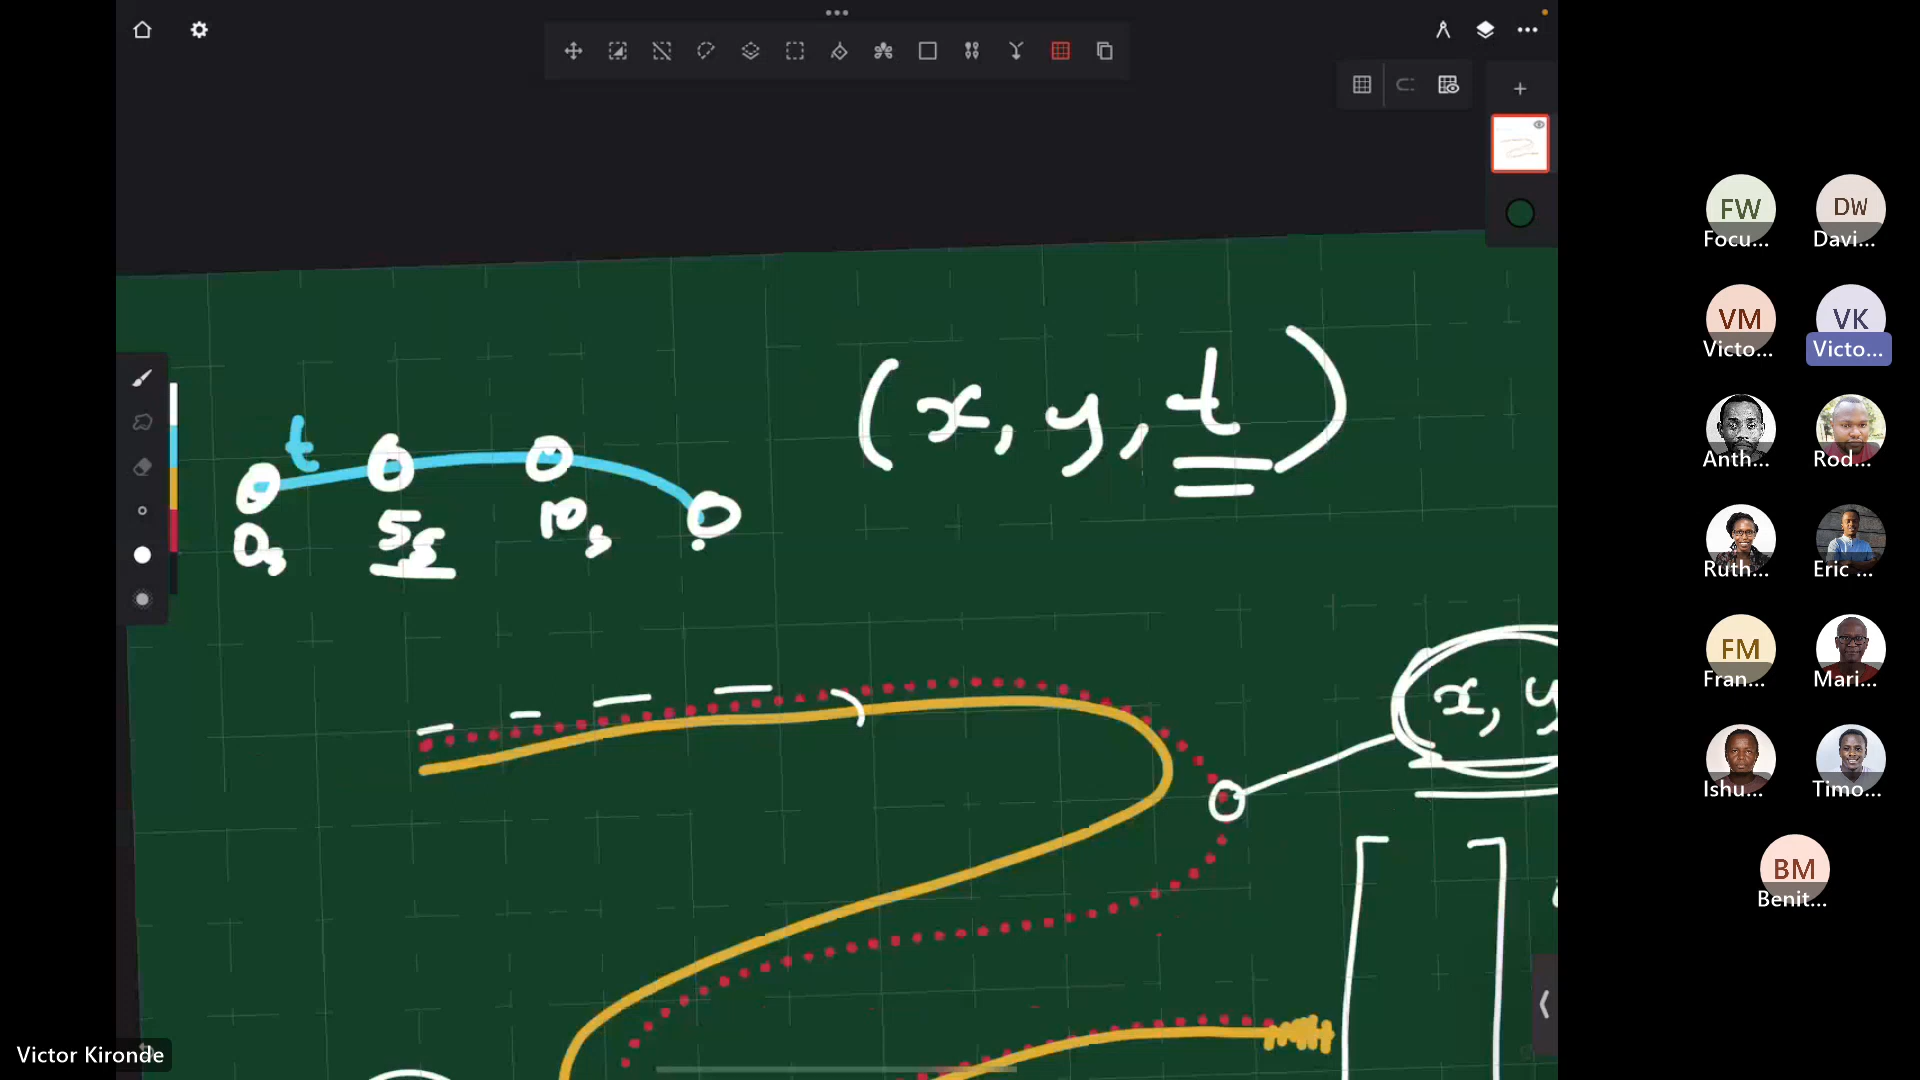 (x, y, t)
t
0s
5s
10s
x, y
FW
Focu...
DW
Davi...
VM
Victo...
VK
Victo...
Anth...
Rod...
Ruth...
Eric ...
FM
Fran...
Mari...
Ishu...
Timo...
BM
Benit...
Victor Kironde